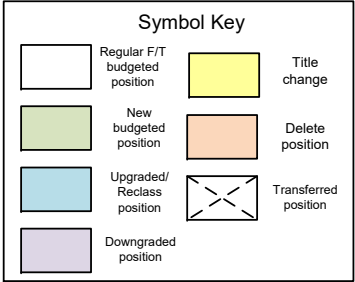 Symbol Key
Regular F/T
budgeted
position
New
budgeted
position
Upgraded/
Reclass
position
Downgraded
position
Title
change
Delete
position
Transferred
position